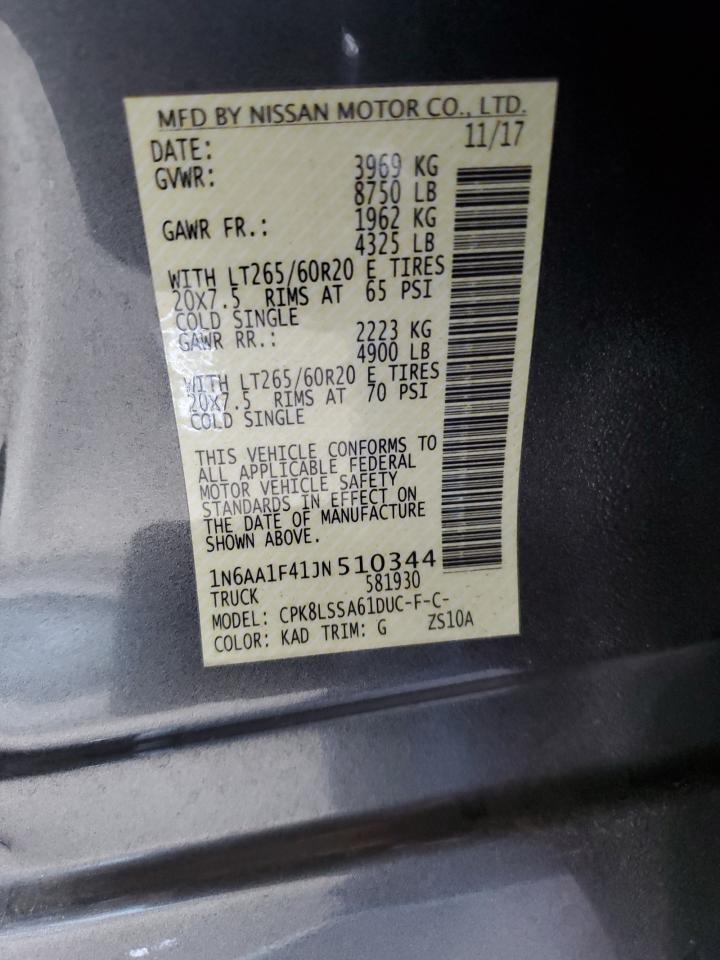 MFD BY NISSAN MOTOR CO., LTD.
DATE: 11/17
GVWR: 3969 KG
8750 LB
GAWR FR.: 1962 KG
4325 LB
WITH LT265/60R20 E TIRES
20X7.5 RIMS AT 65 PSI
COLD SINGLE
GAWR RR.: 2223 KG
4900 LB
WITH LT265/60R20 E TIRES
20X7.5 RIMS AT 70 PSI
COLD SINGLE
THIS VEHICLE CONFORMS TO
ALL APPLICABLE FEDERAL
MOTOR VEHICLE SAFETY
STANDARDS IN EFFECT ON
THE DATE OF MANUFACTURE
SHOWN ABOVE.
1N6AA1F41JN510344
TRUCK 581930
MODEL: CPK8LSSA61DUC-F-C-
COLOR: KAD TRIM: G ZS10A